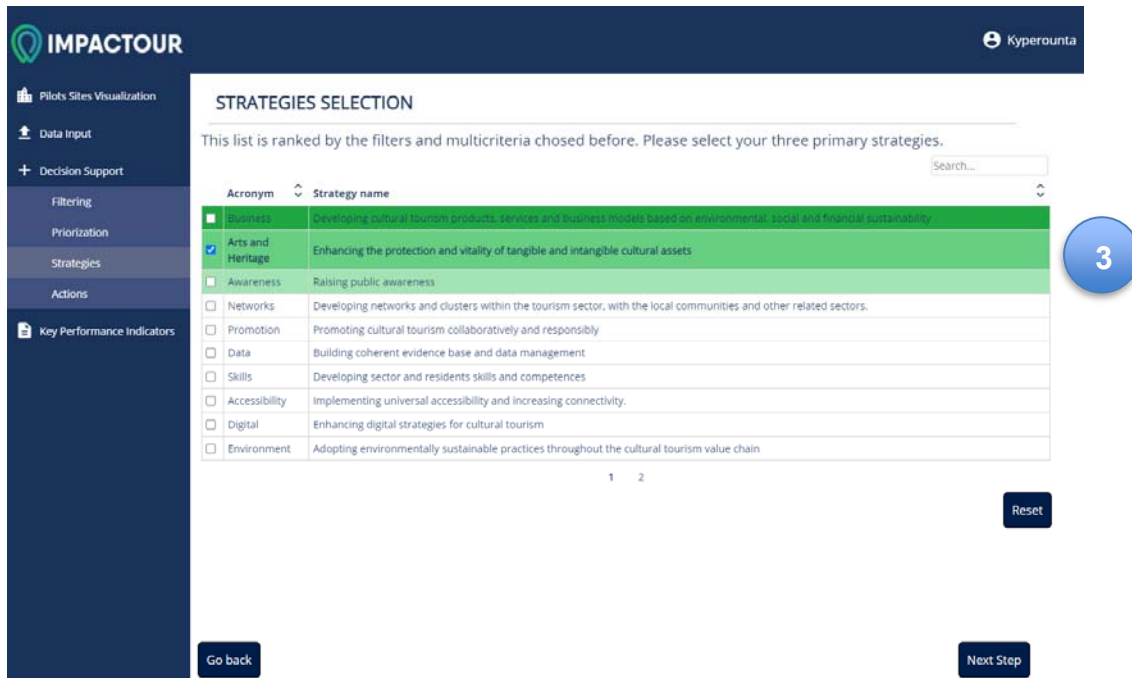 IMPACTOUR
Kyperounta
Pilots Sites Visualization
Data Input
Decision Support
Filtering
Priorization
Strategies
Actions
Key Performance Indicators
STRATEGIES SELECTION
This list is ranked by the filters and multicriteria chosed before. Please select your three primary strategies.
Search...
Acronym Strategy name
Business Developing cultural tourism products, services and business models based on environmental, social and financial sustainability
Arts and Heritage Enhancing the protection and vitality of tangible and intangible cultural assets
Awareness Raising public awareness
Networks Developing networks and clusters within the tourism sector, with the local communities and other related sectors.
Promotion Promoting cultural tourism collaboratively and responsibly
Data Building coherent evidence base and data management
Skills Developing sector and residents skills and competences
Accessibility Implementing universal accessibility and increasing connectivity.
Digital Enhancing digital strategies for cultural tourism
Environment Adopting environmentally sustainable practices throughout the cultural tourism value chain
1 2
Reset
Go back
Next Step
3